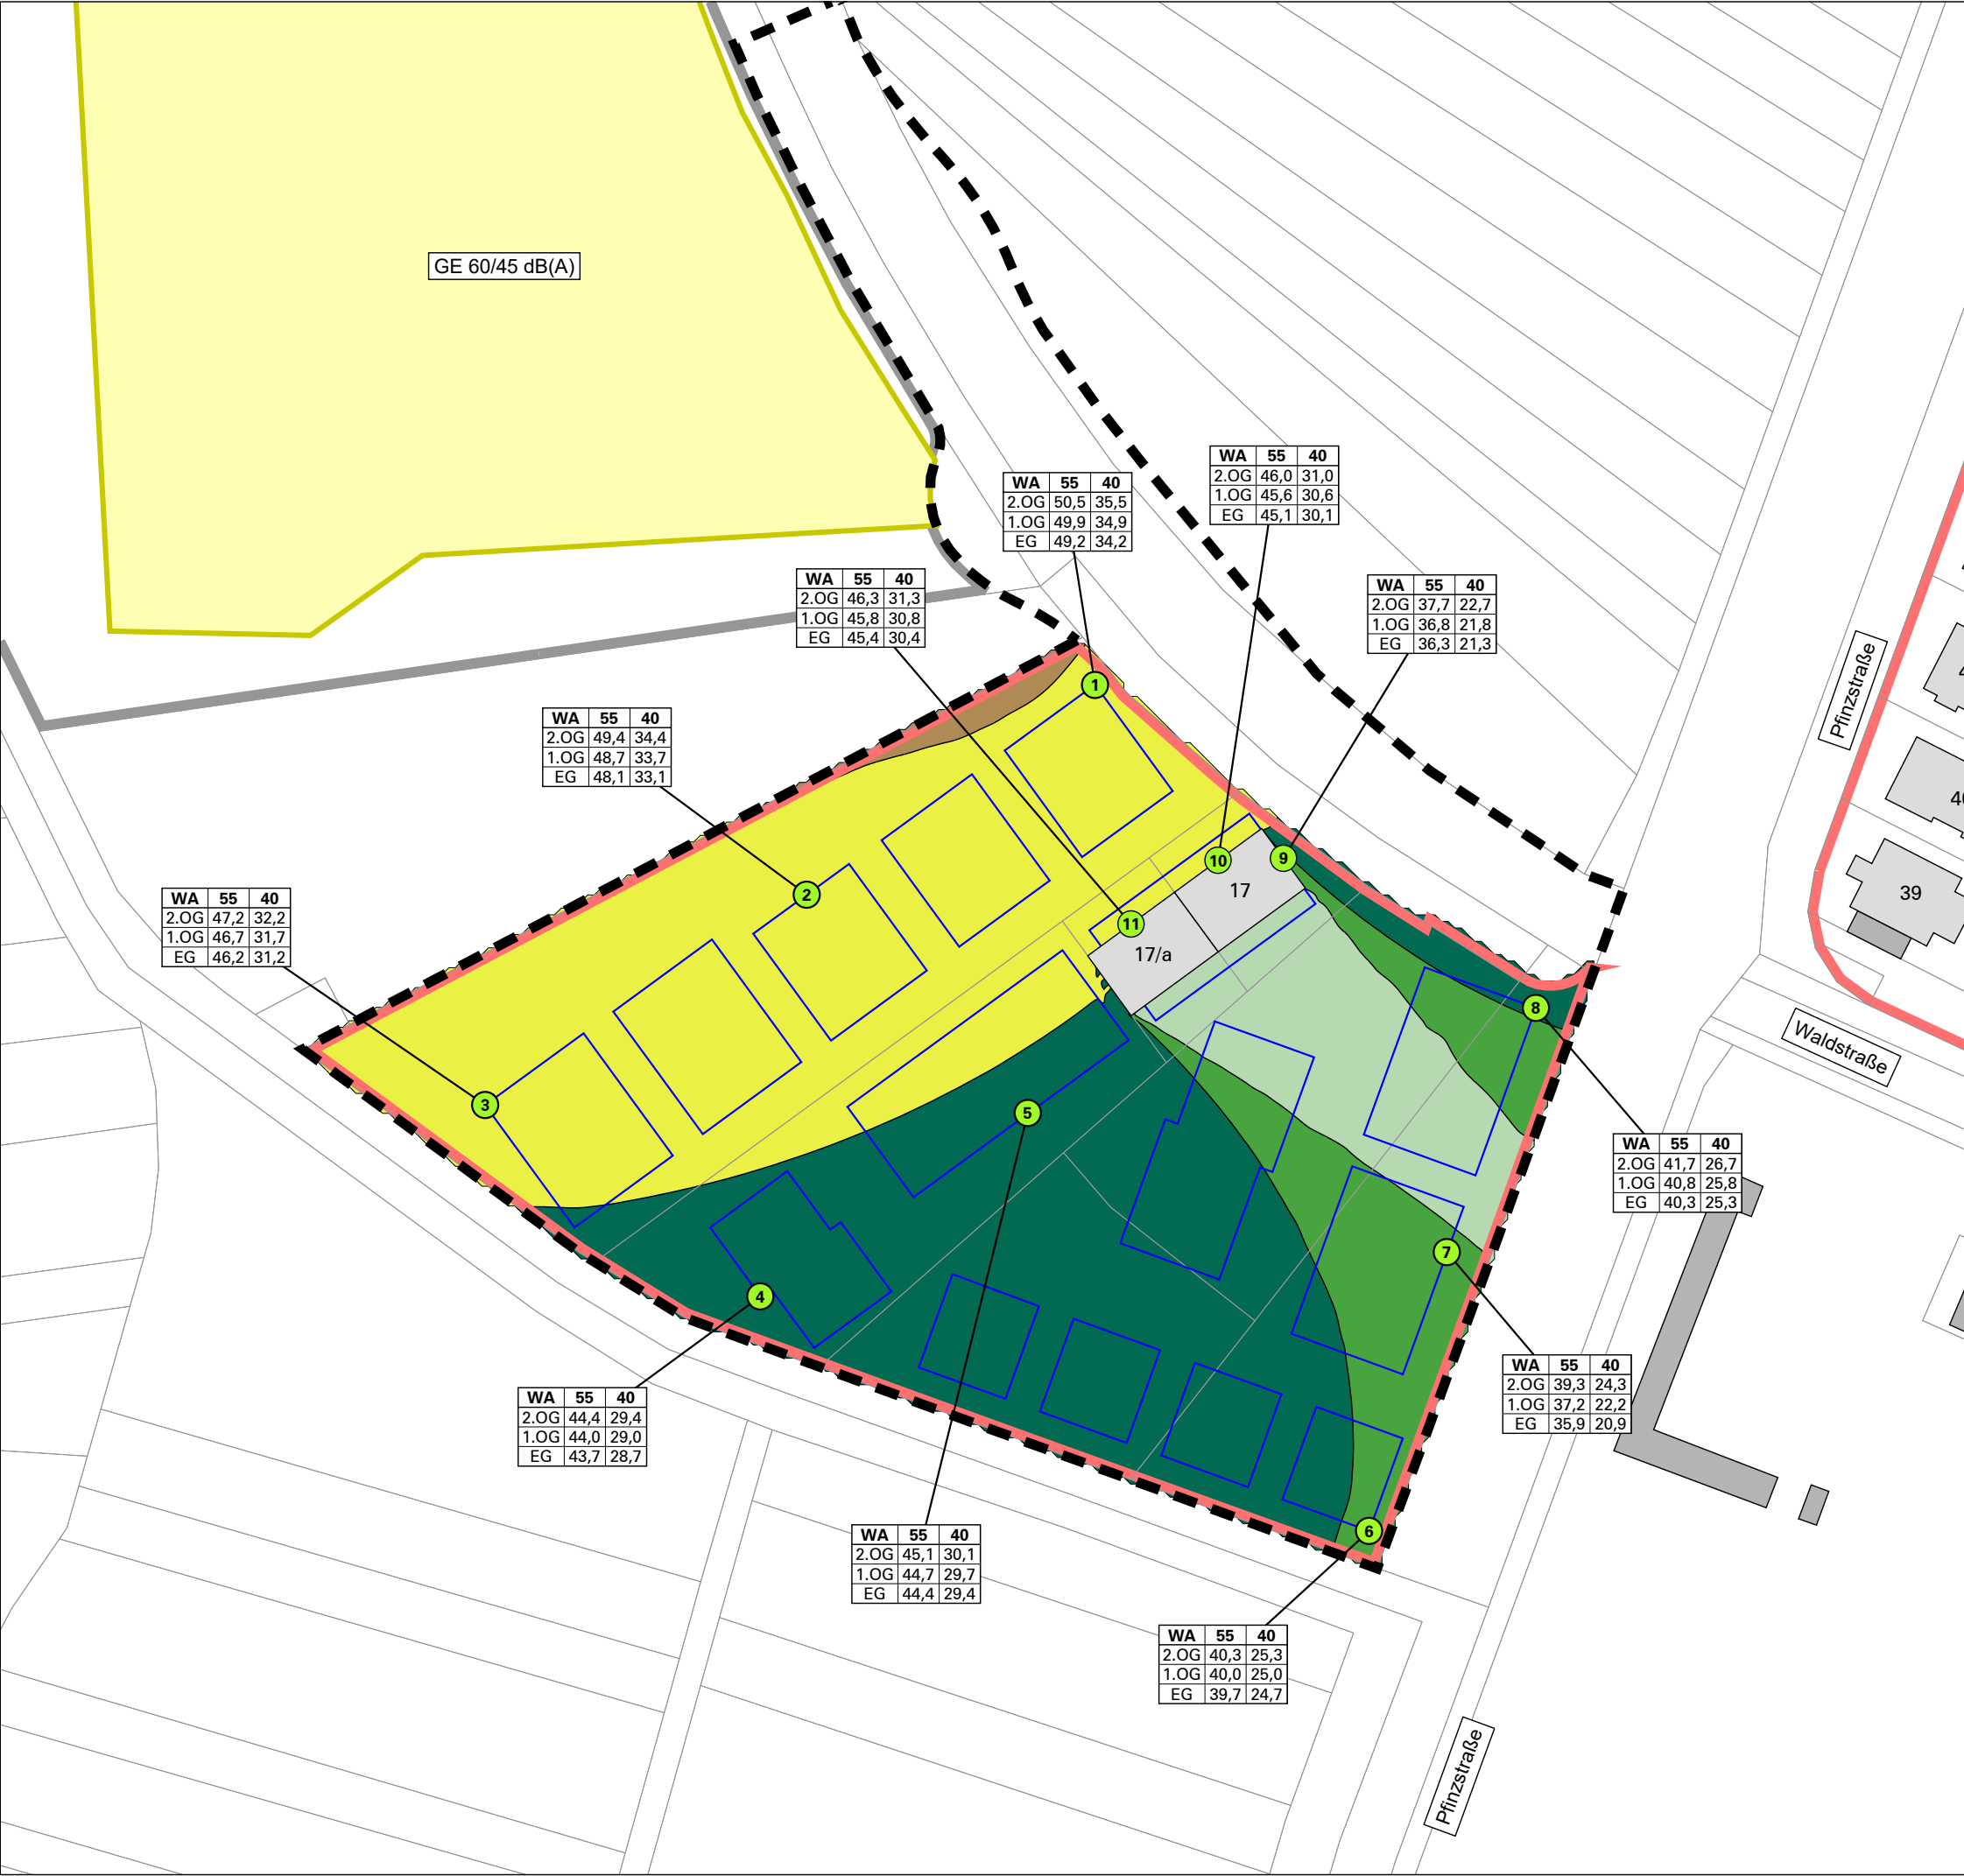 GE 60/45 dB(A)
WA 55 40
2.OG 46,0 31,0
1.OG 45,6 30,6
EG 45,1 30,1
WA 55 40
2.OG 50,5 35,5
1.OG 49,9 34,9
EG 49,2 34,2
WA 55 40
2.OG 46,3 31,3
1.OG 45,8 30,8
EG 45,4 30,4
WA 55 40
2.OG 37,7 22,7
1.OG 36,8 21,8
EG 36,3 21,3
Pfinzstraße
1
WA 55 40
2.OG 49,4 34,4
1.OG 48,7 33,7
EG 48,1 33,1
40
10
9
2
17
39
11
17/a
WA 55 40
2.OG 47,2 32,2
1.OG 46,7 31,7
EG 46,2 31,2
8
Waldstraße
3
5
WA 55 40
2.OG 41,7 26,7
1.OG 40,8 25,8
EG 40,3 25,3
7
4
WA 55 40
2.OG 39,3 24,3
1.OG 37,2 22,2
EG 35,9 20,9
WA 55 40
2.OG 44,4 29,4
1.OG 44,0 29,0
EG 43,7 28,7
6
WA 55 40
2.OG 45,1 30,1
1.OG 44,7 29,7
EG 44,4 29,4
WA 55 40
2.OG 40,3 25,3
1.OG 40,0 25,0
EG 39,7 24,7
Pfinzstraße